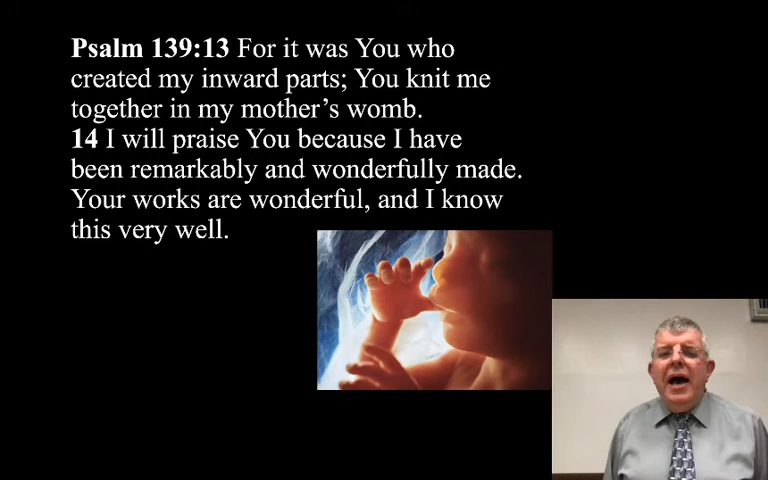 Psalm 139:13 For it was You who
created my inward parts; You knit me
together in my mother’s womb.
14 I will praise You because I have
been remarkably and wonderfully made.
Your works are wonderful, and I know
this very well.